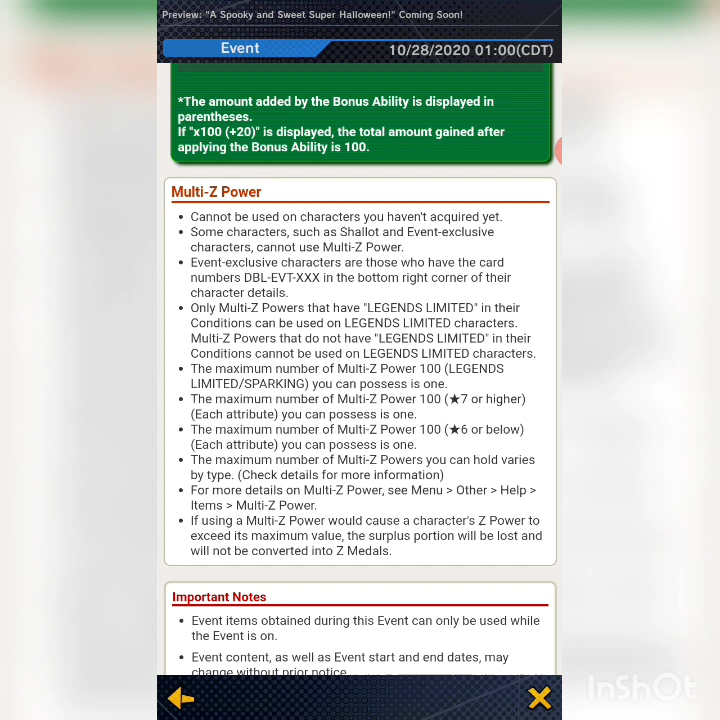 Preview: "A Spooky and Sweet Super Halloween!" Coming Soon!
Event
10/28/2020 01:00(CDT)
*The amount added by the Bonus Ability is displayed in
parentheses.
If "x100 (+20)" is displayed, the total amount gained after
applying the Bonus Ability is 100.
Multi-Z Power
• Cannot be used on characters you haven't acquired yet.
• Some characters, such as Shallot and Event-exclusive
characters, cannot use Multi-Z Power.
• Event-exclusive characters are those who have the card
numbers DBL-EVT-XXX in the bottom right corner of their
character details.
• Only Multi-Z Powers that have "LEGENDS LIMITED" in their
Conditions can be used on LEGENDS LIMITED characters.
Multi-Z Powers that do not have "LEGENDS LIMITED" in their
Conditions cannot be used on LEGENDS LIMITED characters.
• The maximum number of Multi-Z Power 100 (LEGENDS
LIMITED/SPARKING) you can possess is one.
• The maximum number of Multi-Z Power 100 (★7 or higher)
(Each attribute) you can possess is one.
• The maximum number of Multi-Z Power 100 (★6 or below)
(Each attribute) you can possess is one.
• The maximum number of Multi-Z Powers you can hold varies
by type. (Check details for more information)
• For more details on Multi-Z Power, see Menu > Other > Help >
Items > Multi-Z Power.
• If using a Multi-Z Power would cause a character's Z Power to
exceed its maximum value, the surplus portion will be lost and
will not be converted into Z Medals.
Important Notes
• Event items obtained during this Event can only be used while
the Event is on.
• Event content, as well as Event start and end dates, may
change without prior notice.
InShOt